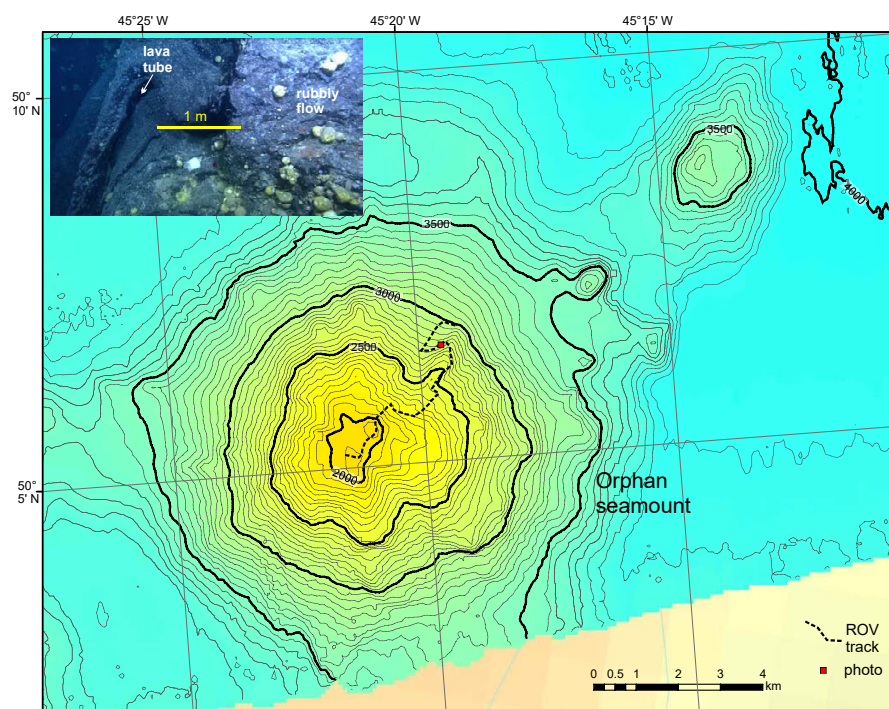 45°25'
45°20'
45°15'
lava
tube
rubbly
flow
1 m
50°
10' N
3500
4000
3500
3000
2500
2000
50°
5' N
Orphan
seamount
ROV
track
photo
0 0.5 1 2 3 4
km